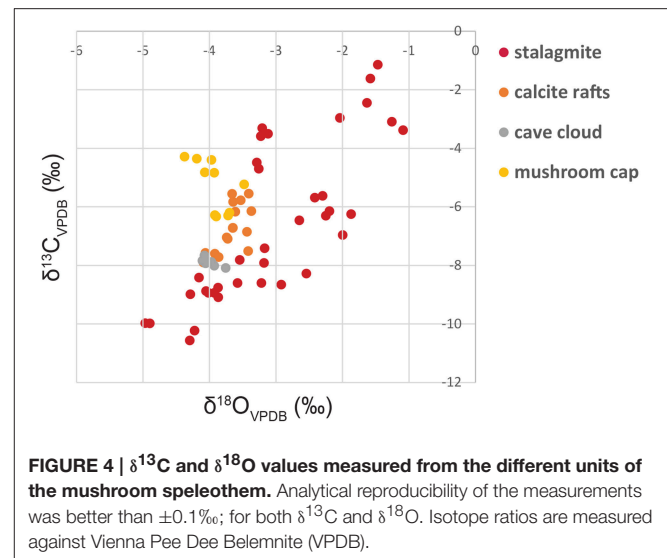 -6 -5 -4 -3 -2 -1 0
0
-2
-4
-6
-8
-10
-12
δ¹³C_VPDB (‰)
δ¹⁸O_VPDB (‰)
stalagmite
calcite rafts
cave cloud
mushroom cap
FIGURE 4 | δ¹³C and δ¹⁸O values measured from the different units of
the mushroom speleothem. Analytical reproducibility of the measurements
was better than ±0.1‰; for both δ¹³C and δ¹⁸O. Isotope ratios are measured
against Vienna Pee Dee Belemnite (VPDB).